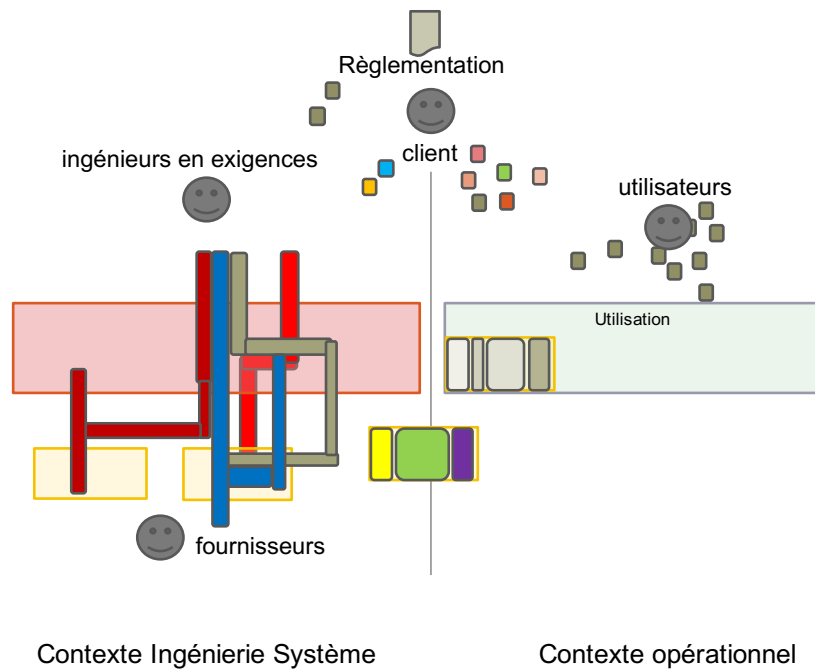 Règlementation
client
ingénieurs en exigences
utilisateurs
Utilisation
fournisseurs
Contexte Ingénierie Système
Contexte opérationnel